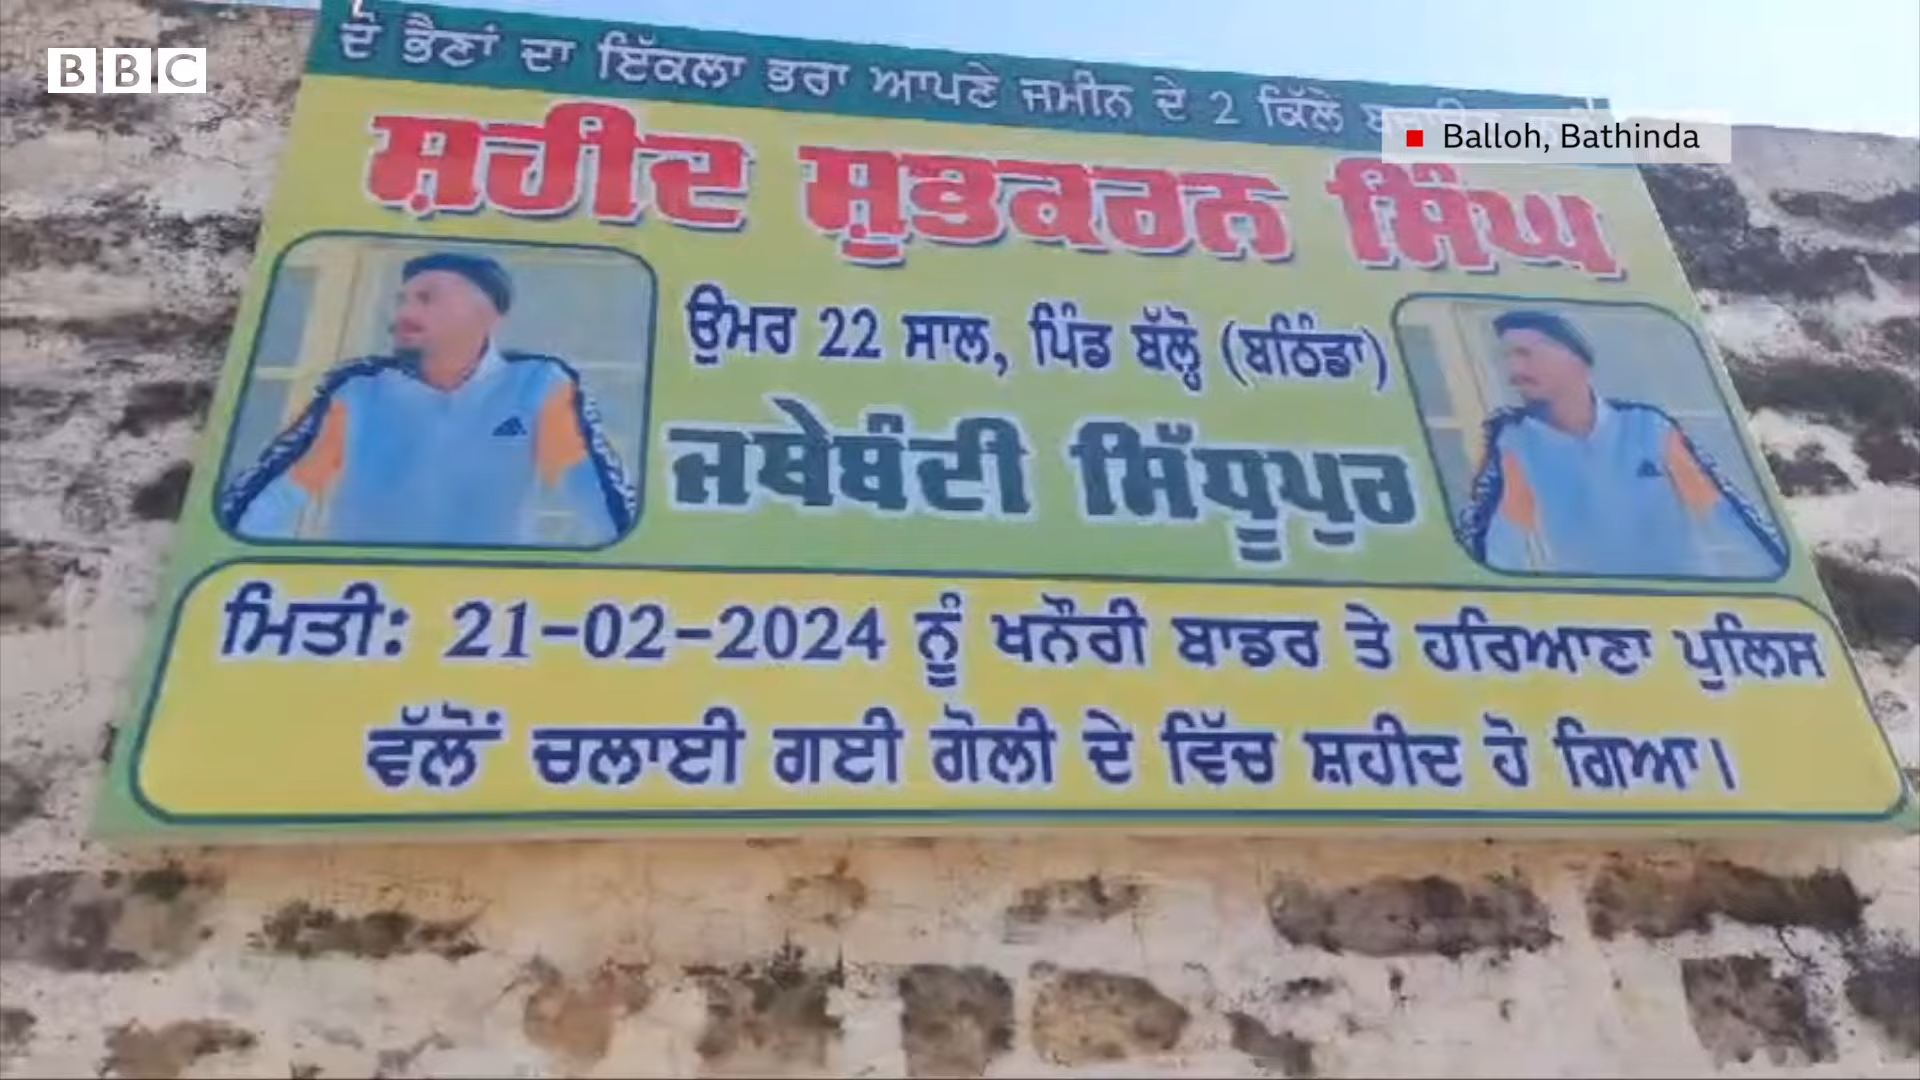 BBC
ਦੋ ਭੈਣਾਂ ਦਾ ਇੱਕਲਾ ਭਰਾ ਆਪਣੇ ਜਮੀਨ ਦੇ 2 ਕਿੱਲੇ
Balloh, Bathinda
ਸ਼ਹੀਦ ਸ਼ੁਭਕਰਨ ਸਿੰਘ
ਉਮਰ 22 ਸਾਲ, ਪਿੰਡ ਬੱਲ੍ਹੋ (ਬਠਿੰਡਾ)
ਜਥੇਬੰਦੀ ਸਿੱਧੂਪੁਰ
ਮਿਤੀ: 21-02-2024 ਨੂੰ ਖਨੌਰੀ ਬਾਡਰ ਤੇ ਹਰਿਆਣਾ ਪੁਲਿਸ
ਵੱਲੋਂ ਚਲਾਈ ਗਈ ਗੋਲੀ ਦੇ ਵਿੱਚ ਸ਼ਹੀਦ ਹੋ ਗਿਆ।